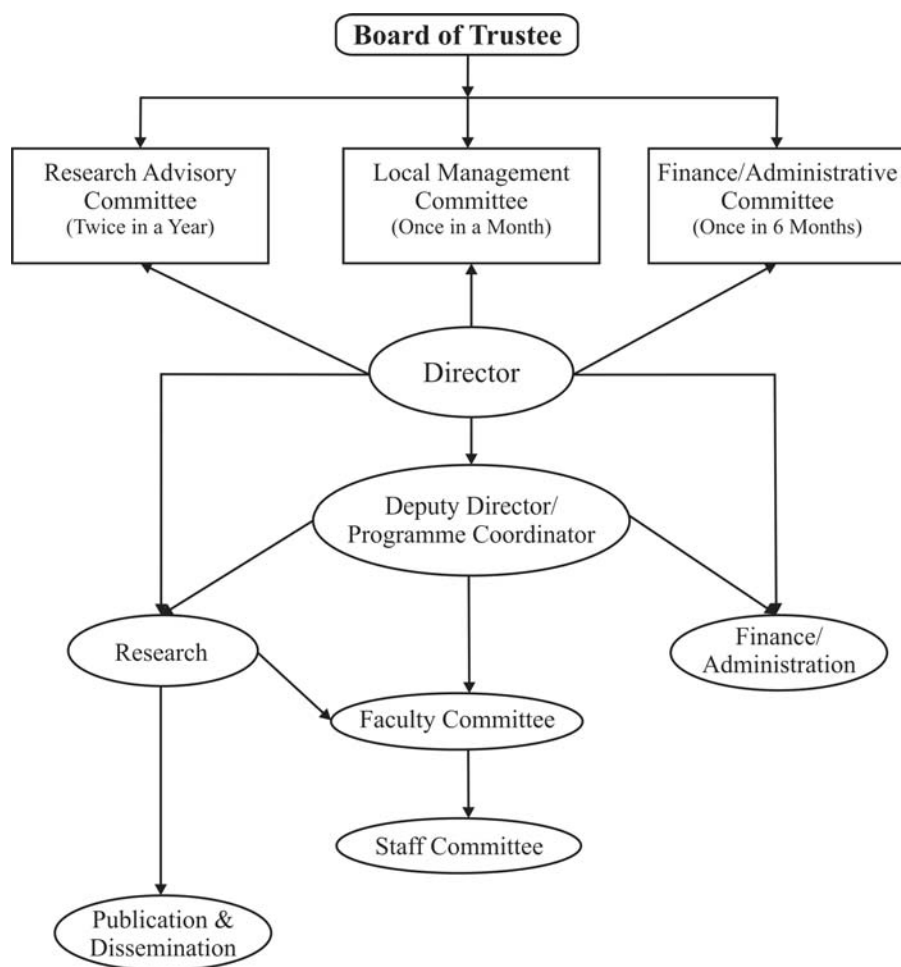 Board of Trustee
Research Advisory
Committee
(Twice in a Year)
Local Management
Committee
(Once in a Month)
Finance/Administrative
Committee
(Once in 6 Months)
Director
Deputy Director/
Programme Coordinator
Research
Finance/
Administration
Faculty Committee
Staff Committee
Publication &
Dissemination